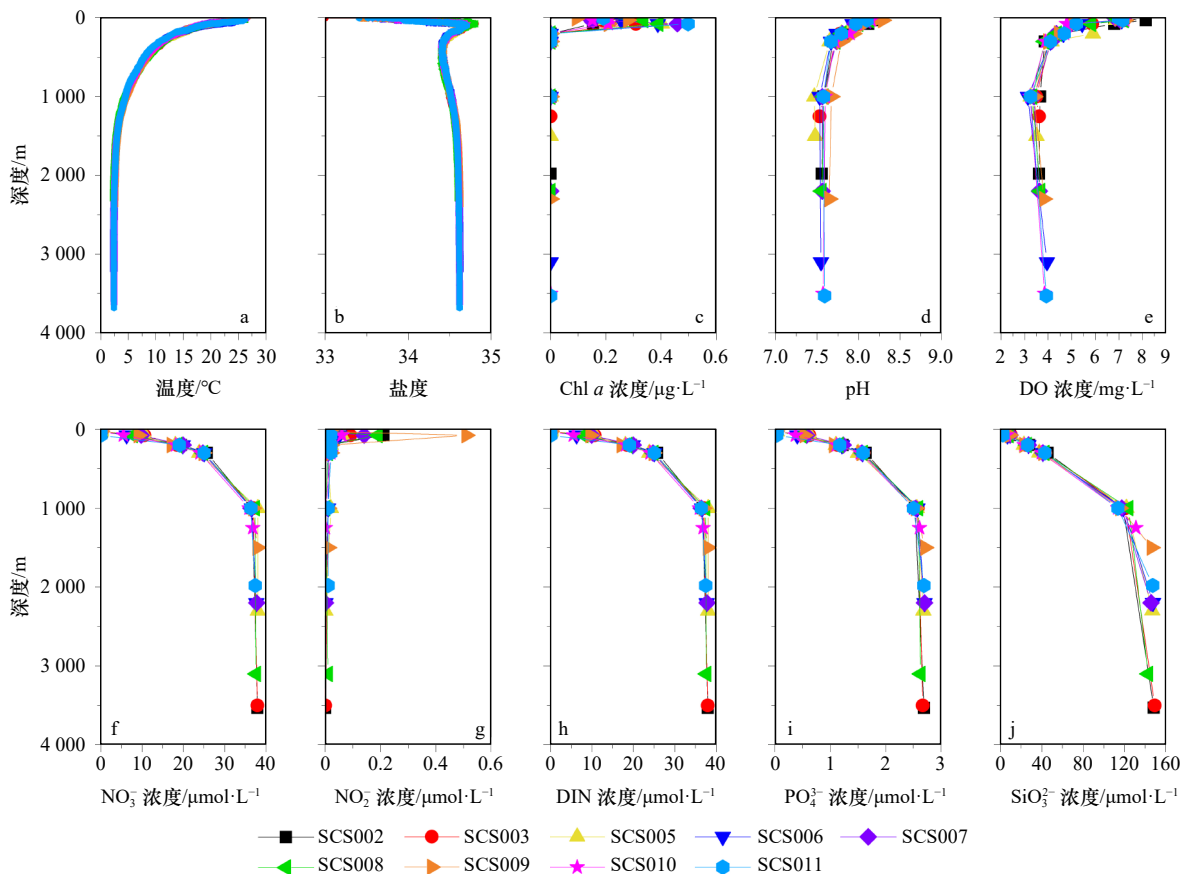 0
1 000
2 000
3 000
4 000
深度/m
a
0 5 10 15 20 25 30
温度/°C
b
33 34 35
盐度
c
0 0.2 0.4 0.6
Chl a 浓度/μg·L⁻¹
d
7.0 7.5 8.0 8.5 9.0
pH
e
2 3 4 5 6 7 8 9
DO 浓度/mg·L⁻¹
0
1 000
2 000
3 000
4 000
深度/m
f
0 10 20 30 40
NO₃⁻ 浓度/μmol·L⁻¹
g
0 0.2 0.4 0.6
NO₂⁻ 浓度/μmol·L⁻¹
h
0 10 20 30 40
DIN 浓度/μmol·L⁻¹
i
0 1 2 3
PO₄³⁻ 浓度/μmol·L⁻¹
j
0 40 80 120 160
SiO₃²⁻ 浓度/μmol·L⁻¹
SCS002 SCS003 SCS005 SCS006 SCS007
SCS008 SCS009 SCS010 SCS011